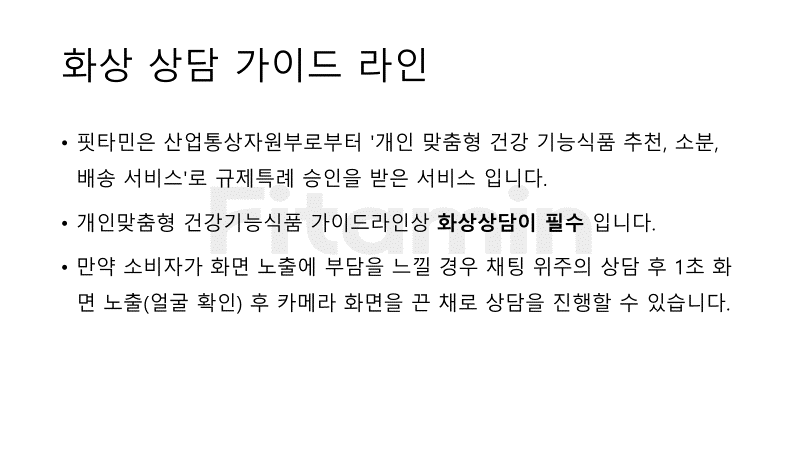 화상 상담 가이드 라인
• 핏타민은 산업통상자원부로부터 '개인 맞춤형 건강 기능식품 추천, 소분,
배송 서비스'로 규제특례 승인을 받은 서비스 입니다.
Fitamin
• 개인맞춤형 건강기능식품 가이드라인상 화상상담이 필수 입니다.
• 만약 소비자가 화면 노출에 부담을 느낄 경우 채팅 위주의 상담 후 1초 화
면 노출(얼굴 확인) 후 카메라 화면을 끈 채로 상담을 진행할 수 있습니다.